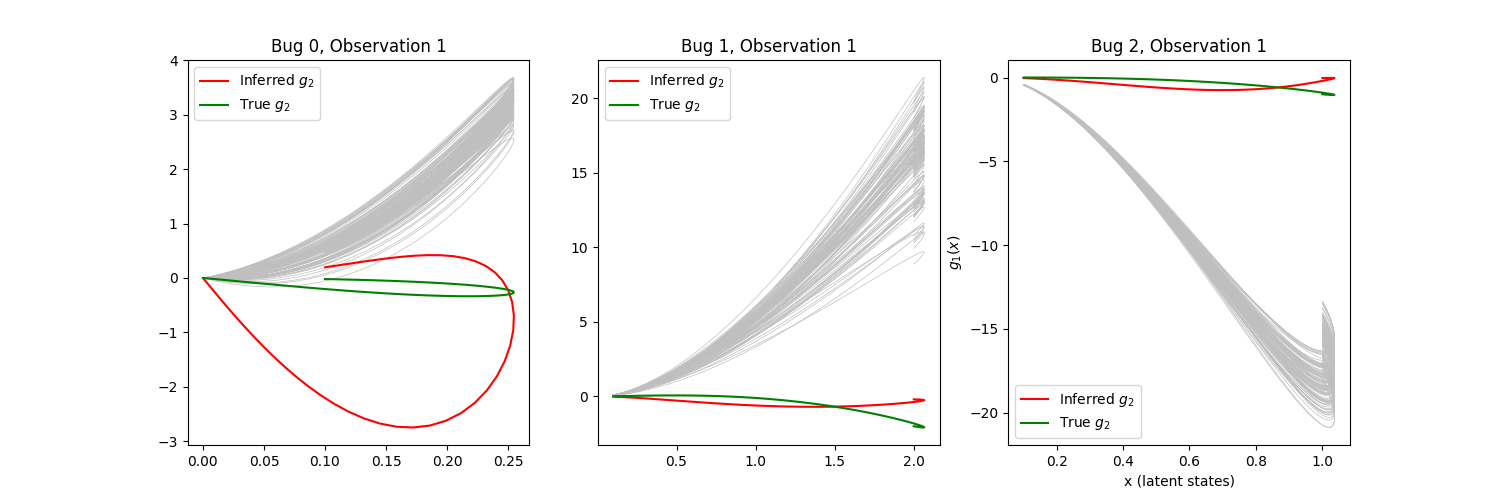 Bug 0, Observation 1
Inferred g₂
True g₂
4
3
2
1
0
−1
−2
−3
0.00 0.05 0.10 0.15 0.20 0.25
Bug 1, Observation 1
Inferred g₂
True g₂
20
15
10
5
0
0.5 1.0 1.5 2.0
Bug 2, Observation 1
g₁(x)
0
−5
−10
−15
−20
Inferred g₂
True g₂
0.2 0.4 0.6 0.8 1.0
x (latent states)